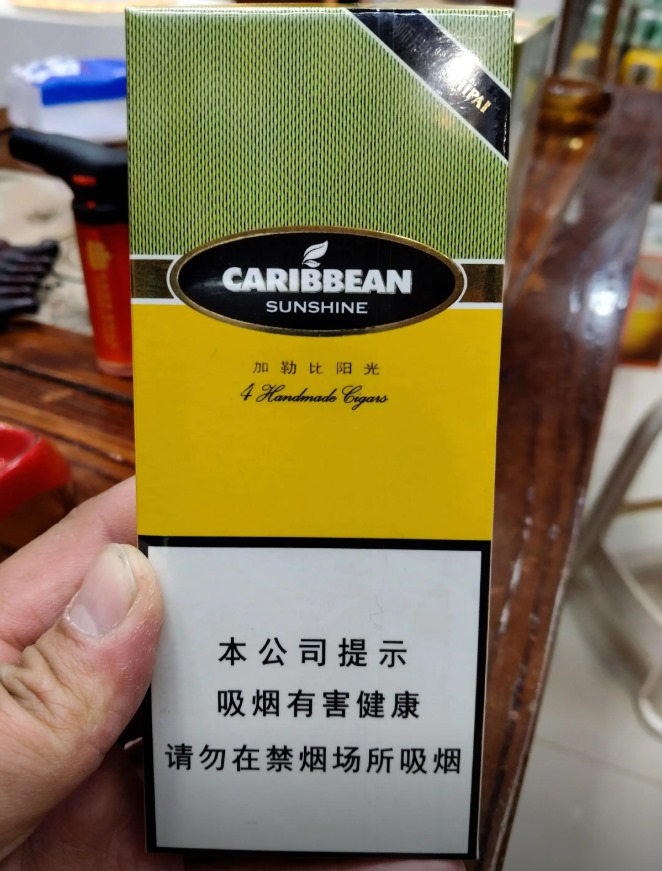 CARIBBEAN
SUNSHINE
加勒比阳光
4 Handmade Cigars
本公司提示
吸烟有害健康
请勿在禁烟场所吸烟